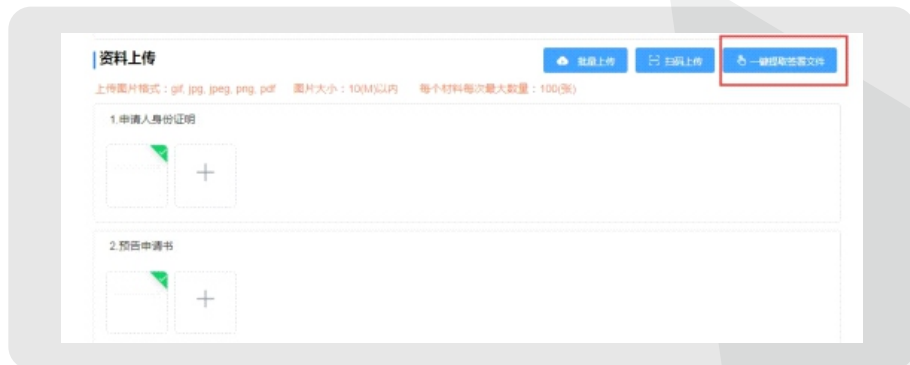 资料上传
批量上传 扫码上传 一键提取签署文件
上传图片格式：gif, jpg, jpeg, png, pdf 图片大小：10(M)以内 每个材料每次最大数量：100(张)
1.申请人身份证明
2.预告申请书